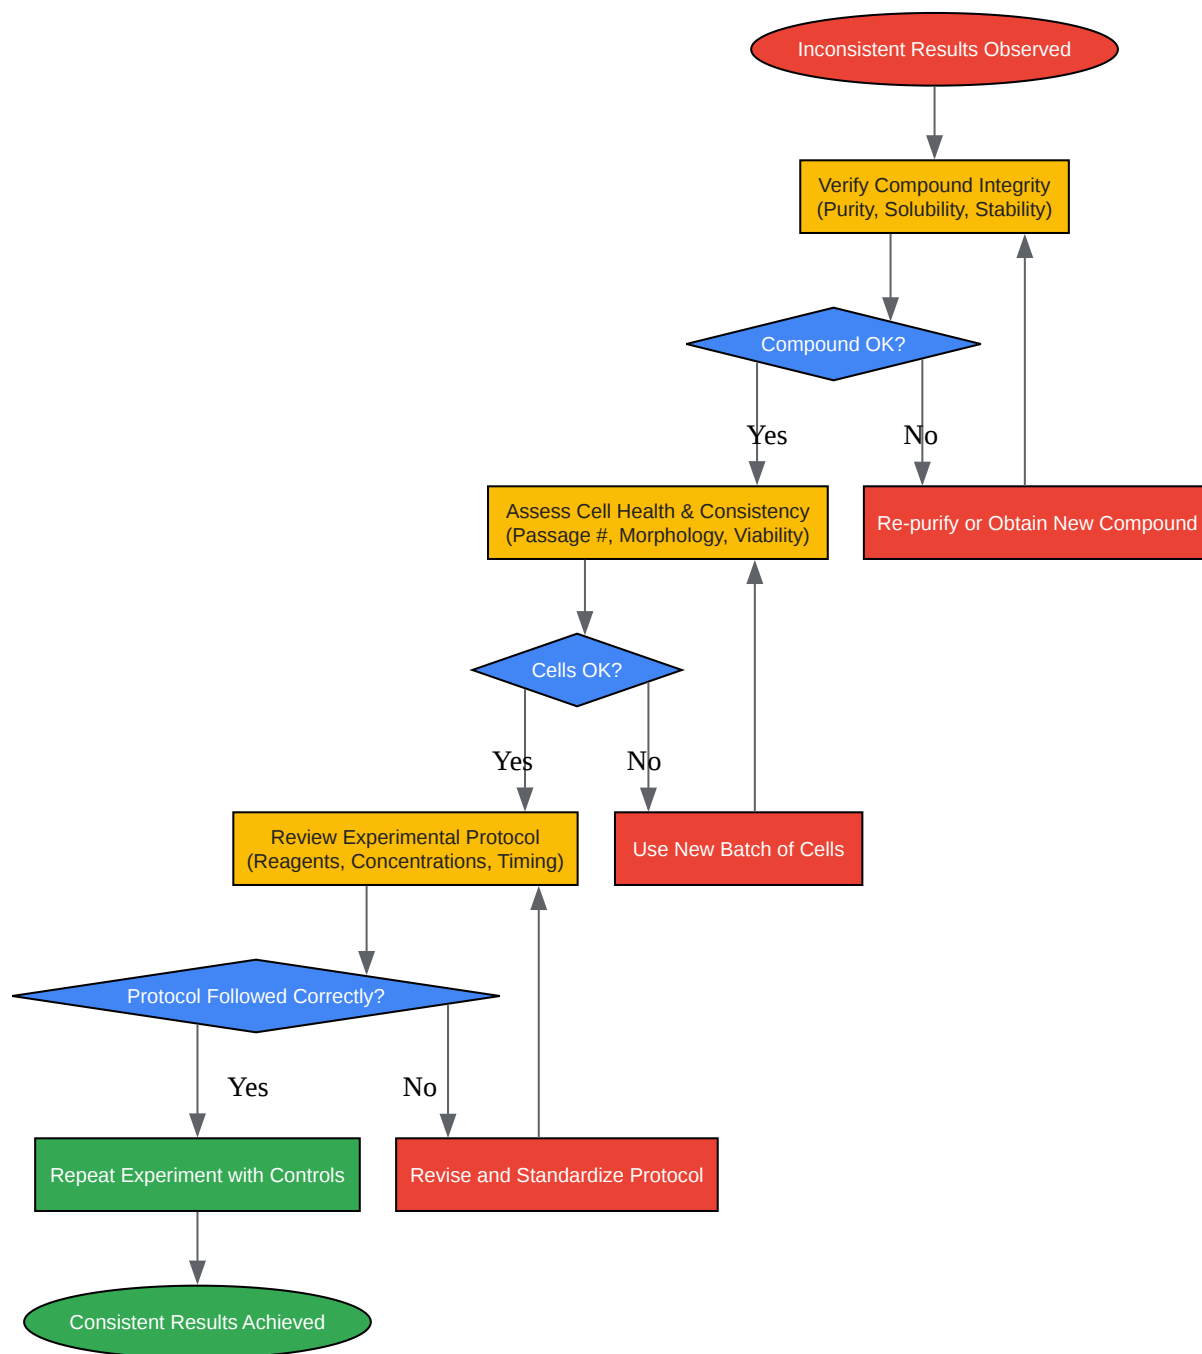 Inconsistent Results Observed
Verify Compound Integrity
(Purity, Solubility, Stability)
Compound OK?
Yes
No
Assess Cell Health & Consistency
(Passage #, Morphology, Viability)
Re-purify or Obtain New Compound
Cells OK?
Yes
No
Review Experimental Protocol
(Reagents, Concentrations, Timing)
Use New Batch of Cells
Protocol Followed Correctly?
Yes
No
Repeat Experiment with Controls
Revise and Standardize Protocol
Consistent Results Achieved